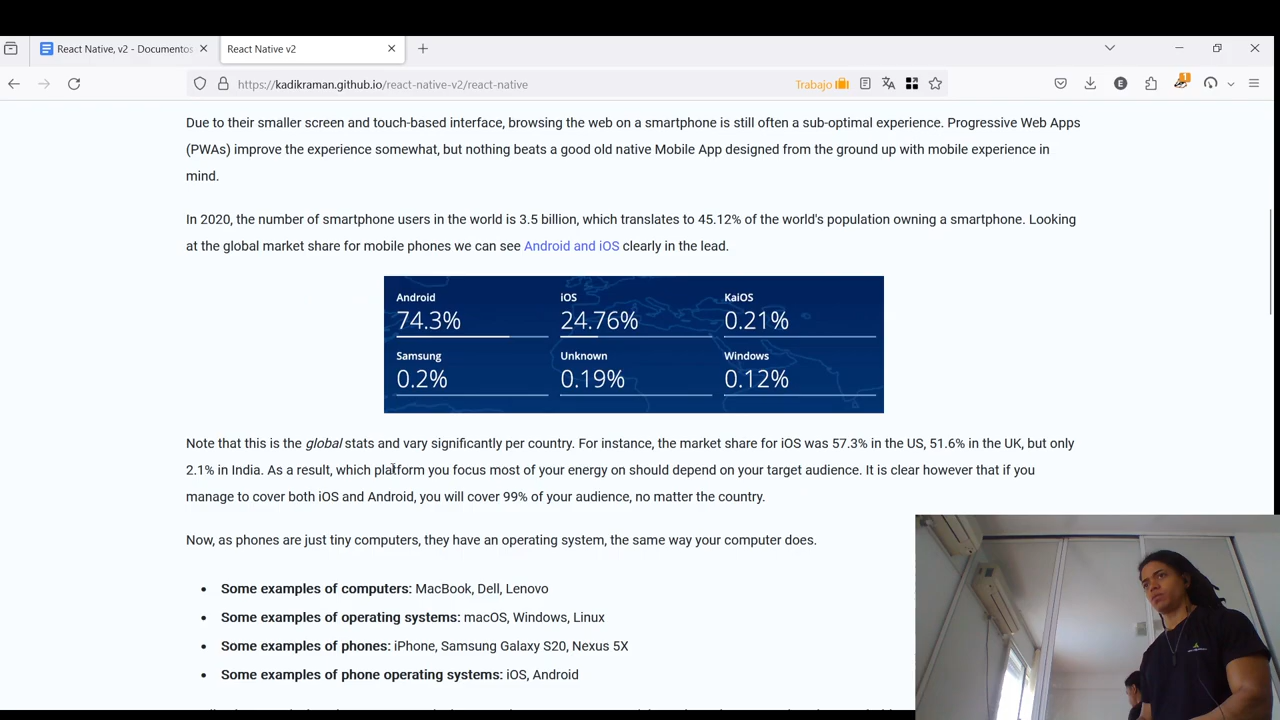 React Native, v2 - Documentos
React Native v2
https://kadikraman.github.io/react-native-v2/react-native
Trabajo
E
1
Due to their smaller screen and touch-based interface, browsing the web on a smartphone is still often a sub-optimal experience. Progressive Web Apps
(PWAs) improve the experience somewhat, but nothing beats a good old native Mobile App designed from the ground up with mobile experience in
mind.
In 2020, the number of smartphone users in the world is 3.5 billion, which translates to 45.12% of the world's population owning a smartphone. Looking
at the global market share for mobile phones we can see Android and iOS clearly in the lead.
Android iOS KaiOS
74.3% 24.76% 0.21%
Samsung Unknown Windows
0.2% 0.19% 0.12%
Note that this is the global stats and vary significantly per country. For instance, the market share for iOS was 57.3% in the US, 51.6% in the UK, but only
2.1% in India. As a result, which platform you focus most of your energy on should depend on your target audience. It is clear however that if you
manage to cover both iOS and Android, you will cover 99% of your audience, no matter the country.
Now, as phones are just tiny computers, they have an operating system, the same way your computer does.
• Some examples of computers: MacBook, Dell, Lenovo
• Some examples of operating systems: macOS, Windows, Linux
• Some examples of phones: iPhone, Samsung Galaxy S20, Nexus 5X
• Some examples of phone operating systems: iOS, Android